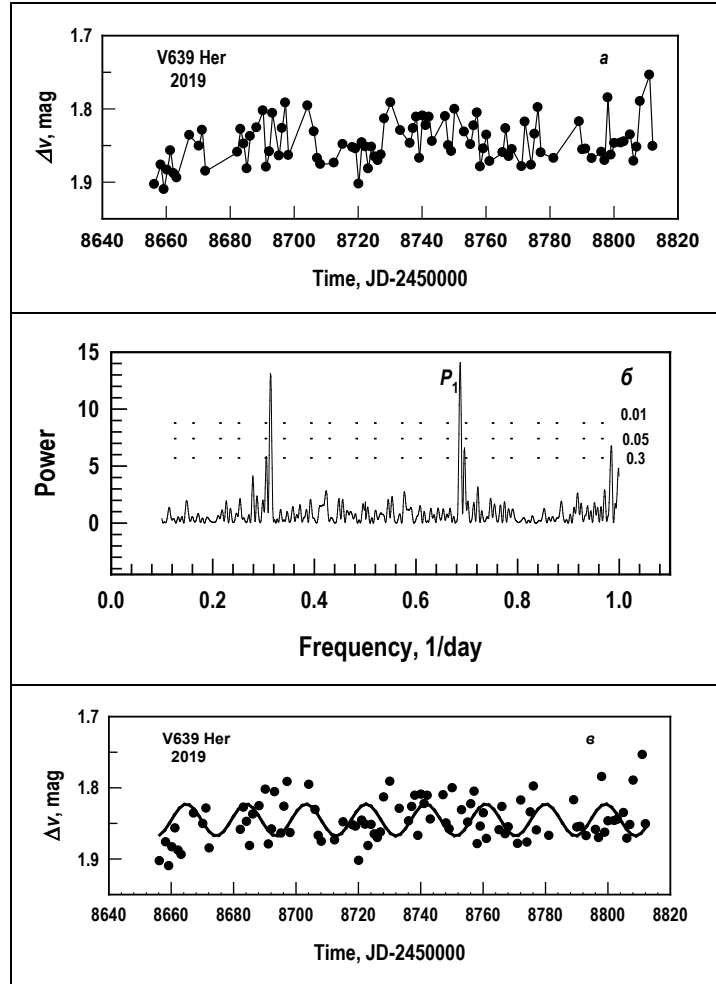 V639 Her
2019
а
1.7
1.8
1.9
Δv, mag
8640 8660 8680 8700 8720 8740 8760 8780 8800 8820
Time, JD-2450000
P1
б
15
10
5
0
0.01
0.05
0.3
Power
0.0 0.2 0.4 0.6 0.8 1.0
Frequency, 1/day
V639 Her
2019
в
1.7
1.8
1.9
Δv, mag
8640 8660 8680 8700 8720 8740 8760 8780 8800 8820
Time, JD-2450000